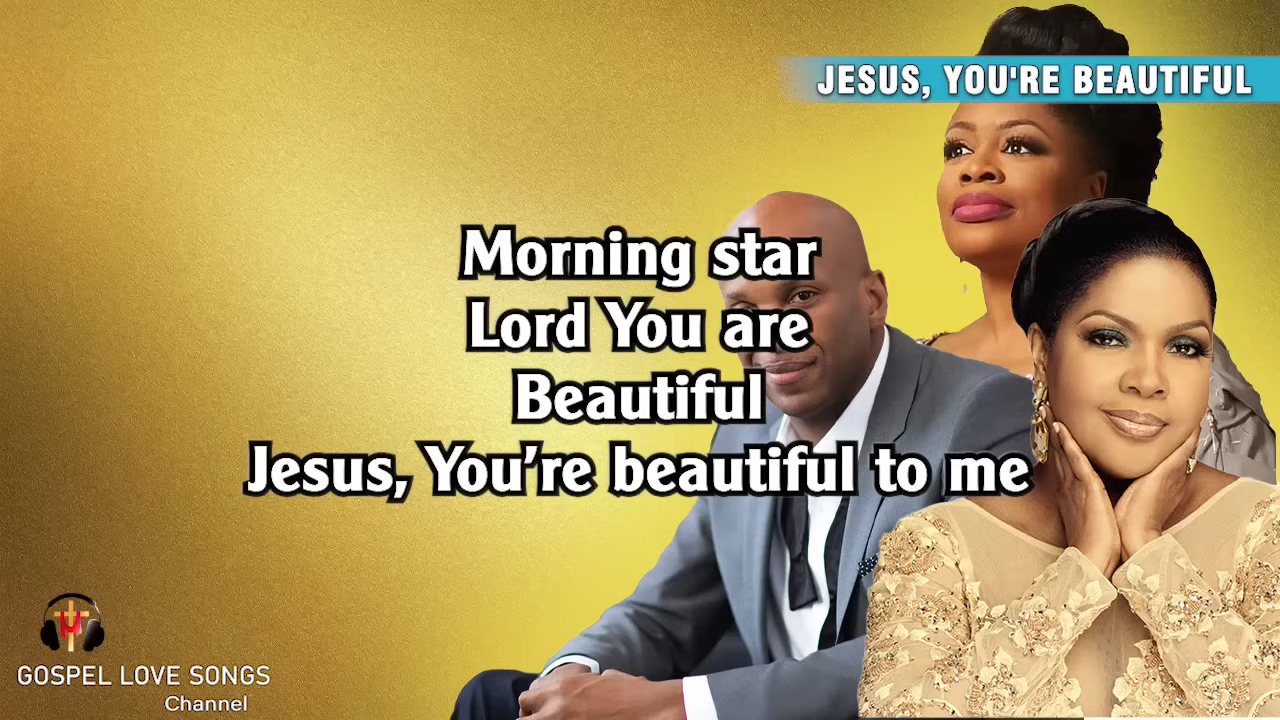 JESUS, YOU'RE BEAUTIFUL
Morning star
Lord You are
Beautiful
Jesus, You’re beautiful to me
GOSPEL LOVE SONGS
Channel